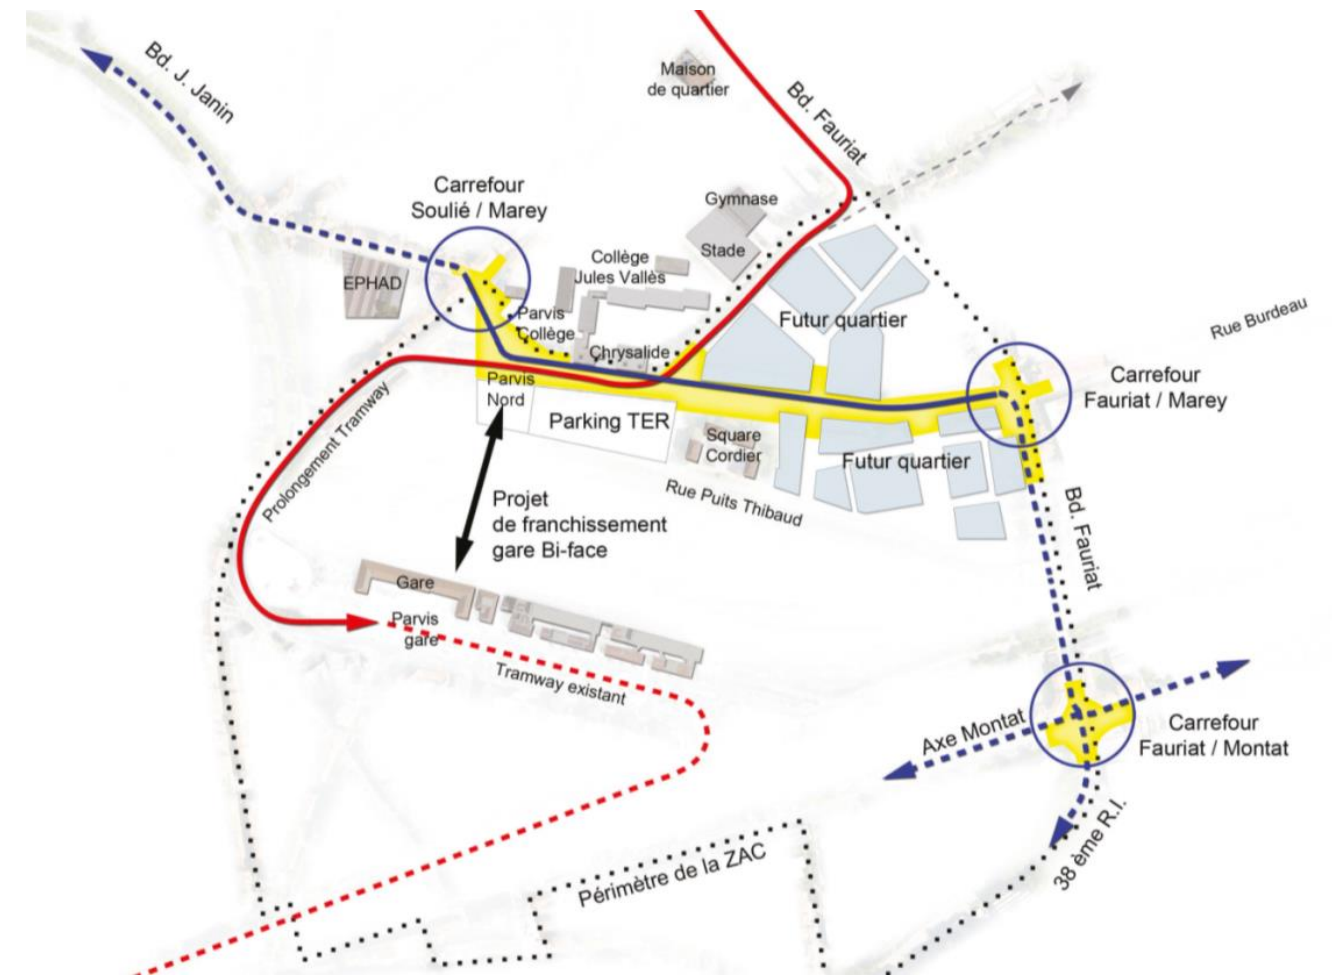 Bd. J. Janin
Maison
de quartier
Bd. Fauriat
Carrefour
Soulié / Marey
Gymnase
Stade
Collège
Jules Vallès
EPHAD
Parvis
Collège
Chrysalide
Futur quartier
Rue Burdeau
Carrefour
Fauriat / Marey
Parvis
Nord
Parking TER
Square
Cordier
Futur quartier
Prolongement Tramway
Rue Puits Thibaud
Projet
de franchissement
gare Bi-face
Bd. Fauriat
Gare
Parvis
gare
Tramway existant
Axe Montat
Carrefour
Fauriat / Montat
38 ème R.I.
Périmètre de la ZAC